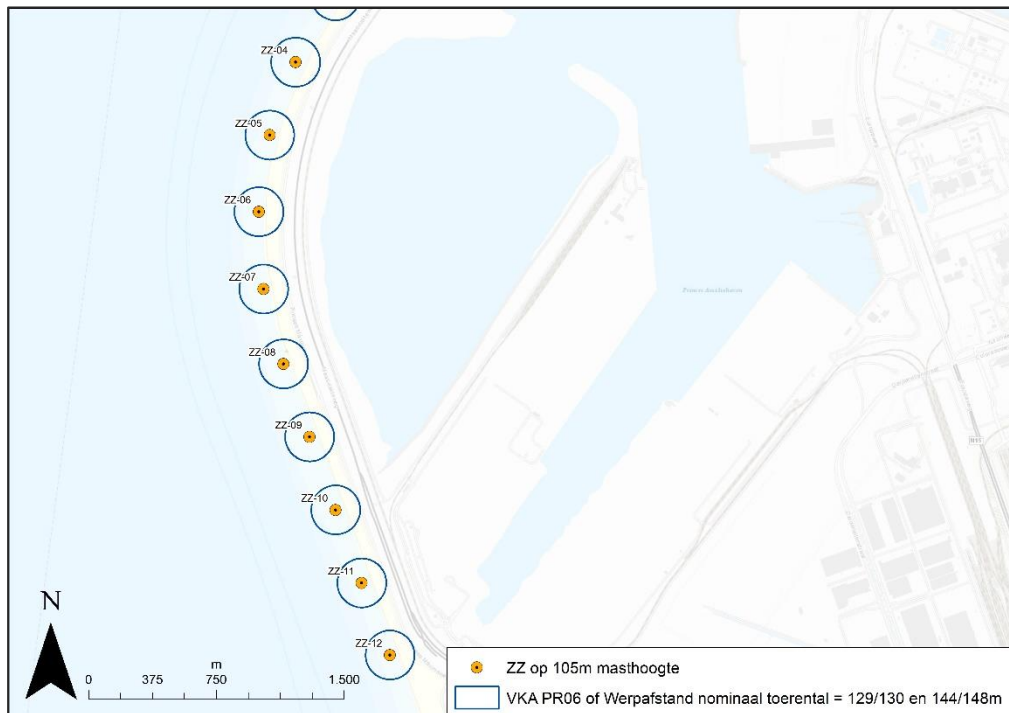 ZZ-04
ZZ-05
ZZ-06
ZZ-07
ZZ-08
ZZ-09
ZZ-10
ZZ-11
ZZ-12
N
m
0 375 750 1.500
ZZ op 105m masthoogte
VKA PR06 of Werpafstand nominaal toerental = 129/130 en 144/148m